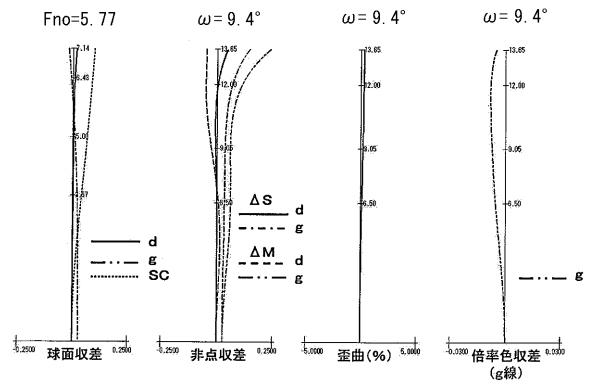 Fno=5.77
ω= 9.4°
ω= 9.4°
ω= 9.4°
7.14
6.43
5.00
13.65
12.00
9.05
6.50
13.65
12.00
9.05
6.50
13.65
12.00
9.05
6.50
d
g
SC
ΔS
d
g
ΔM
d
g
g
-0.2500
0.2500
球面収差
-0.2500
0.2500
非点収差
-5.0000
5.0000
歪曲(%)
-0.0300
0.0300
倍率色収差
(g線)